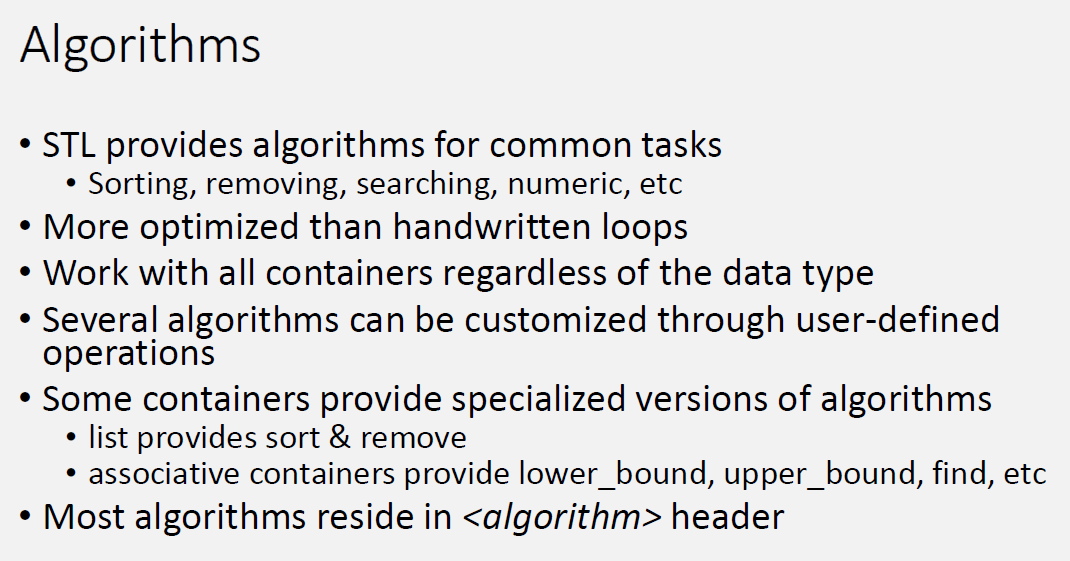 Algorithms
• STL provides algorithms for common tasks
• Sorting, removing, searching, numeric, etc
• More optimized than handwritten loops
• Work with all containers regardless of the data type
• Several algorithms can be customized through user-defined
operations
• Some containers provide specialized versions of algorithms
• list provides sort & remove
• associative containers provide lower_bound, upper_bound, find, etc
• Most algorithms reside in <algorithm> header